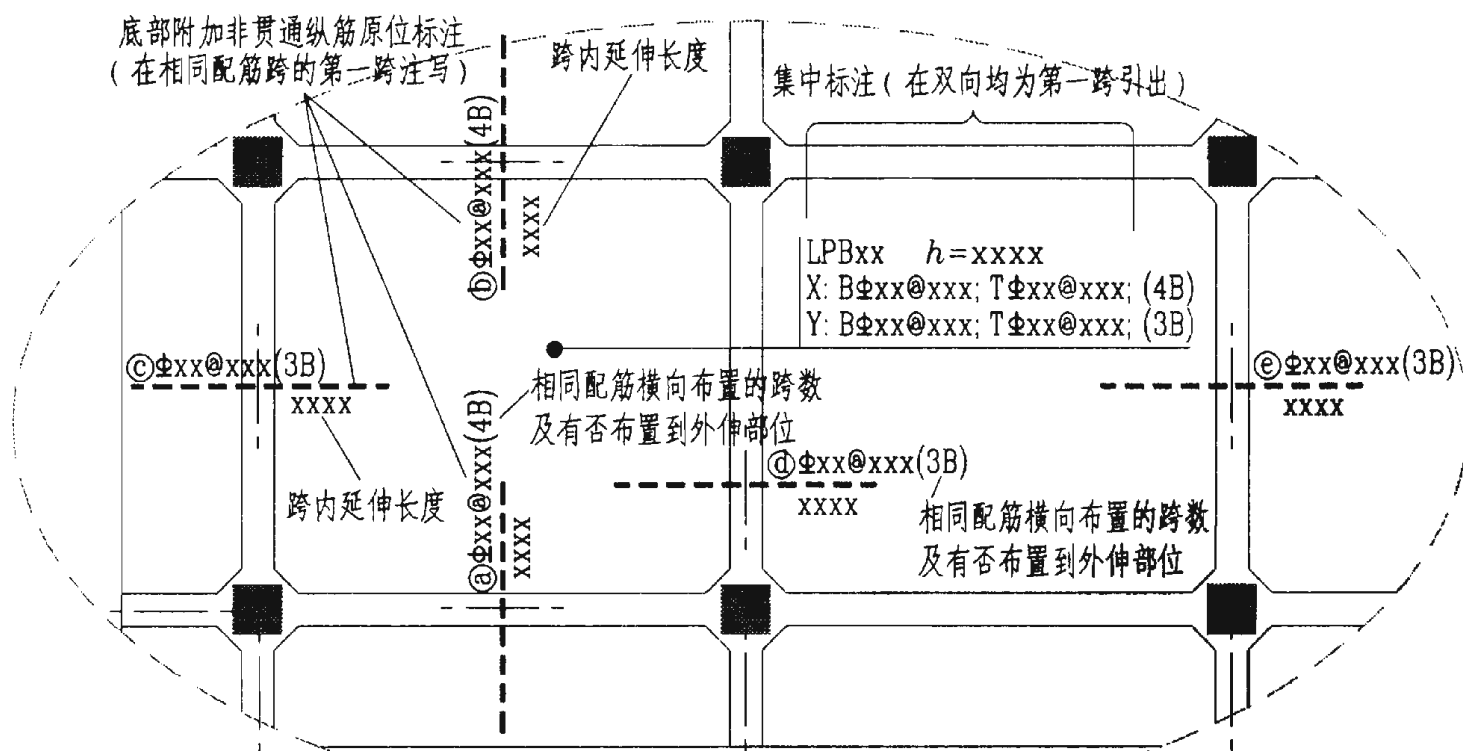 底部附加非贯通纵筋原位标注
(在相同配筋跨的第一跨注写)
跨内延伸长度
集中标注(在双向均为第一跨引出)
ⓑΦxx@xxx(4B)
xxxx
LPBxx h=xxxx
X: BΦxx@xxx; TΦxx@xxx; (4B)
Y: BΦxx@xxx; TΦxx@xxx; (3B)
ⓒΦxx@xxx(3B)
xxxx
ⓔΦxx@xxx(3B)
xxxx
相同配筋横向布置的跨数
及有否布置到外伸部位
ⓐΦxx@xxx(4B)
xxxx
ⓓΦxx@xxx(3B)
xxxx
跨内延伸长度
相同配筋横向布置的跨数
及有否布置到外伸部位